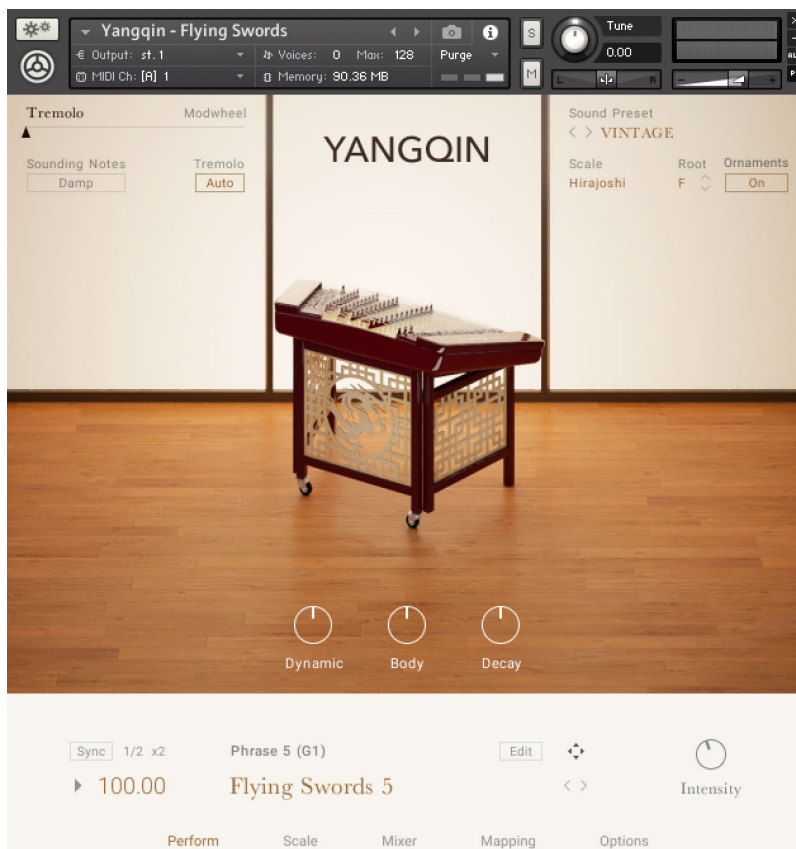 Yangqin - Flying Swords
Output: st.1
Voices: 0 Max: 128
Purge
MIDI Ch: [A] 1
Memory: 90.36 MB
S
M
Tune
0.00
L
R
Tremolo
Modwheel
Sounding Notes
Tremolo
Damp
Auto
YANGQIN
Sound Preset
VINTAGE
Scale
Root
Ornaments
Hirajoshi
F
On
Dynamic
Body
Decay
Sync
1/2
x2
Phrase 5 (G1)
Edit
100.00
Flying Swords 5
Intensity
Perform
Scale
Mixer
Mapping
Options